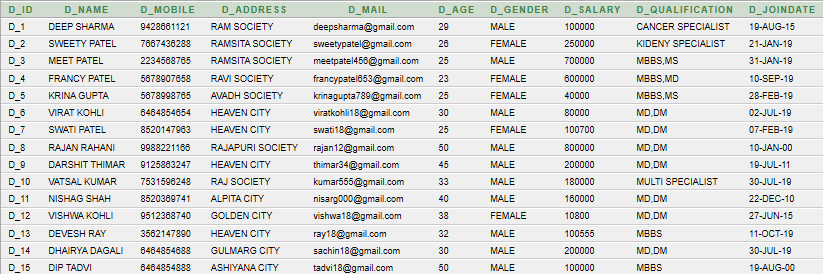 D_ID D_NAME D_MOBILE D_ADDRESS D_MAIL D_AGE D_GENDER D_SALARY D_QUALIFICATION D_JOINDATE
D_1 DEEP SHARMA 9428661121 RAM SOCIETY deepsharma@gmail.com 29 MALE 100000 CANCER SPECIALIST 19-AUG-15
D_2 SWEETY PATEL 7667436288 RAMSITA SOCIETY sweetypatel@gmail.com 26 FEMALE 250000 KIDENY SPECIALIST 21-JAN-19
D_3 MEET PATEL 2234568765 RAMSITA SOCIETY meetpatel456@gmail.com 25 MALE 700000 MBBS,MS 31-JAN-19
D_4 FRANCY PATEL 5678907658 RAVI SOCIETY francypatel653@gmail.com 23 FEMALE 600000 MBBS,MD 10-SEP-19
D_5 KRINA GUPTA 5678998765 AVADH SOCIETY krinagupta789@gmail.com 25 FEMALE 40000 MBBS,MS 28-FEB-19
D_6 VIRAT KOHLI 6464854654 HEAVEN CITY viratkohli18@gmail.com 30 MALE 80000 MD,DM 02-JUL-19
D_7 SWATI PATEL 8520147963 HEAVEN CITY swati18@gmail.com 25 FEMALE 100700 MD,DM 07-FEB-19
D_8 RAJAN RAHANI 9988221166 RAJAPURI SOCIETY rajan12@gmail.com 50 MALE 800000 MD,DM 10-JAN-00
D_9 DARSHIT THIMAR 9125863247 HEAVEN CITY thimar34@gmail.com 45 MALE 200000 MD,DM 19-JUL-11
D_10 VATSAL KUMAR 7531596248 RAJ SOCIETY kumar555@gmail.com 33 MALE 180000 MULTI SPECIALIST 30-JUL-19
D_11 NISHAG SHAH 8520369741 ALPITA CITY nisarg000@gmail.com 40 MALE 160000 MD,DM 22-DEC-10
D_12 VISHWA KOHLI 9512368740 GOLDEN CITY vishwa18@gmail.com 38 FEMALE 10800 MD,DM 27-JUN-15
D_13 DEVESH RAY 3562147890 HEAVEN CITY ray18@gmail.com 32 MALE 100555 MBBS 11-OCT-19
D_14 DHAIRYA DAGALI 6464854688 GULMARG CITY sachin18@gmail.com 30 MALE 200000 MD,DM 30-JUL-19
D_15 DIP TADVI 6464854888 ASHIYANA CITY tadvi18@gmail.com 50 MALE 100000 MBBS 19-AUG-00